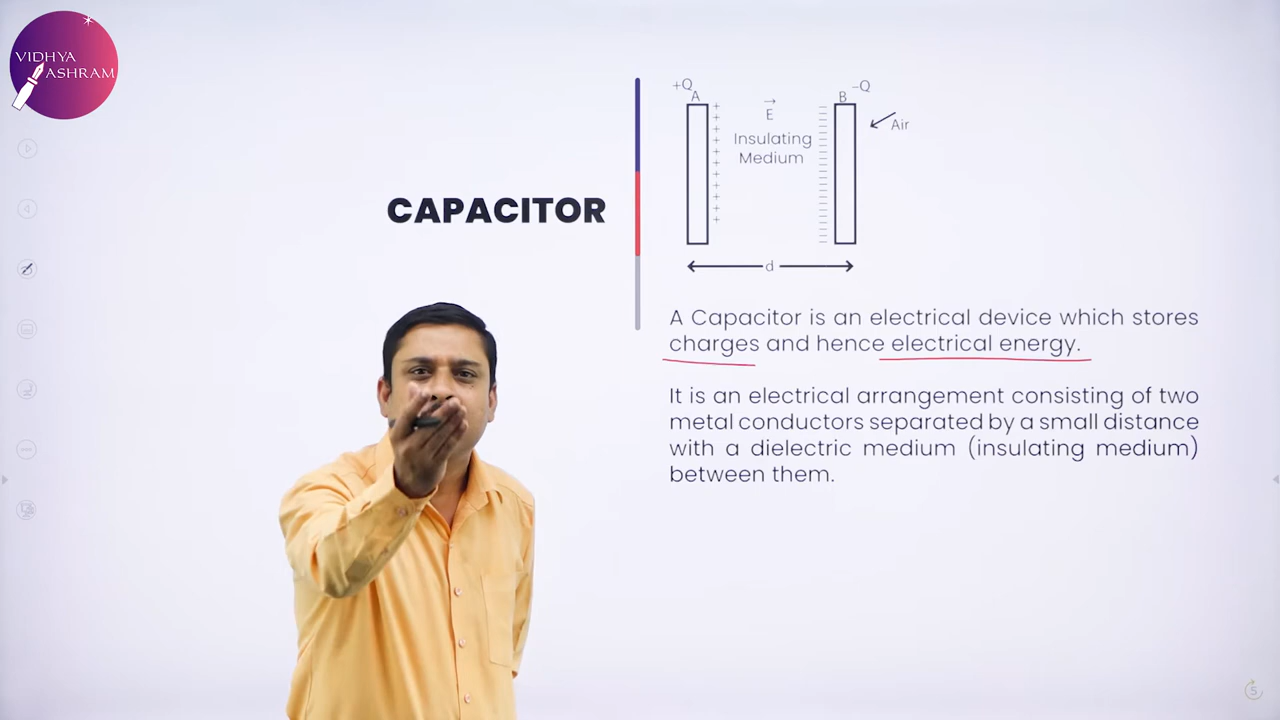 VIDHYA
ASHRAM
CAPACITOR
+Q
A
B
–Q
E
Air
Insulating
Medium
d
A Capacitor is an electrical device which stores
charges and hence electrical energy.
It is an electrical arrangement consisting of two
metal conductors separated by a small distance
with a dielectric medium (insulating medium)
between them.
5